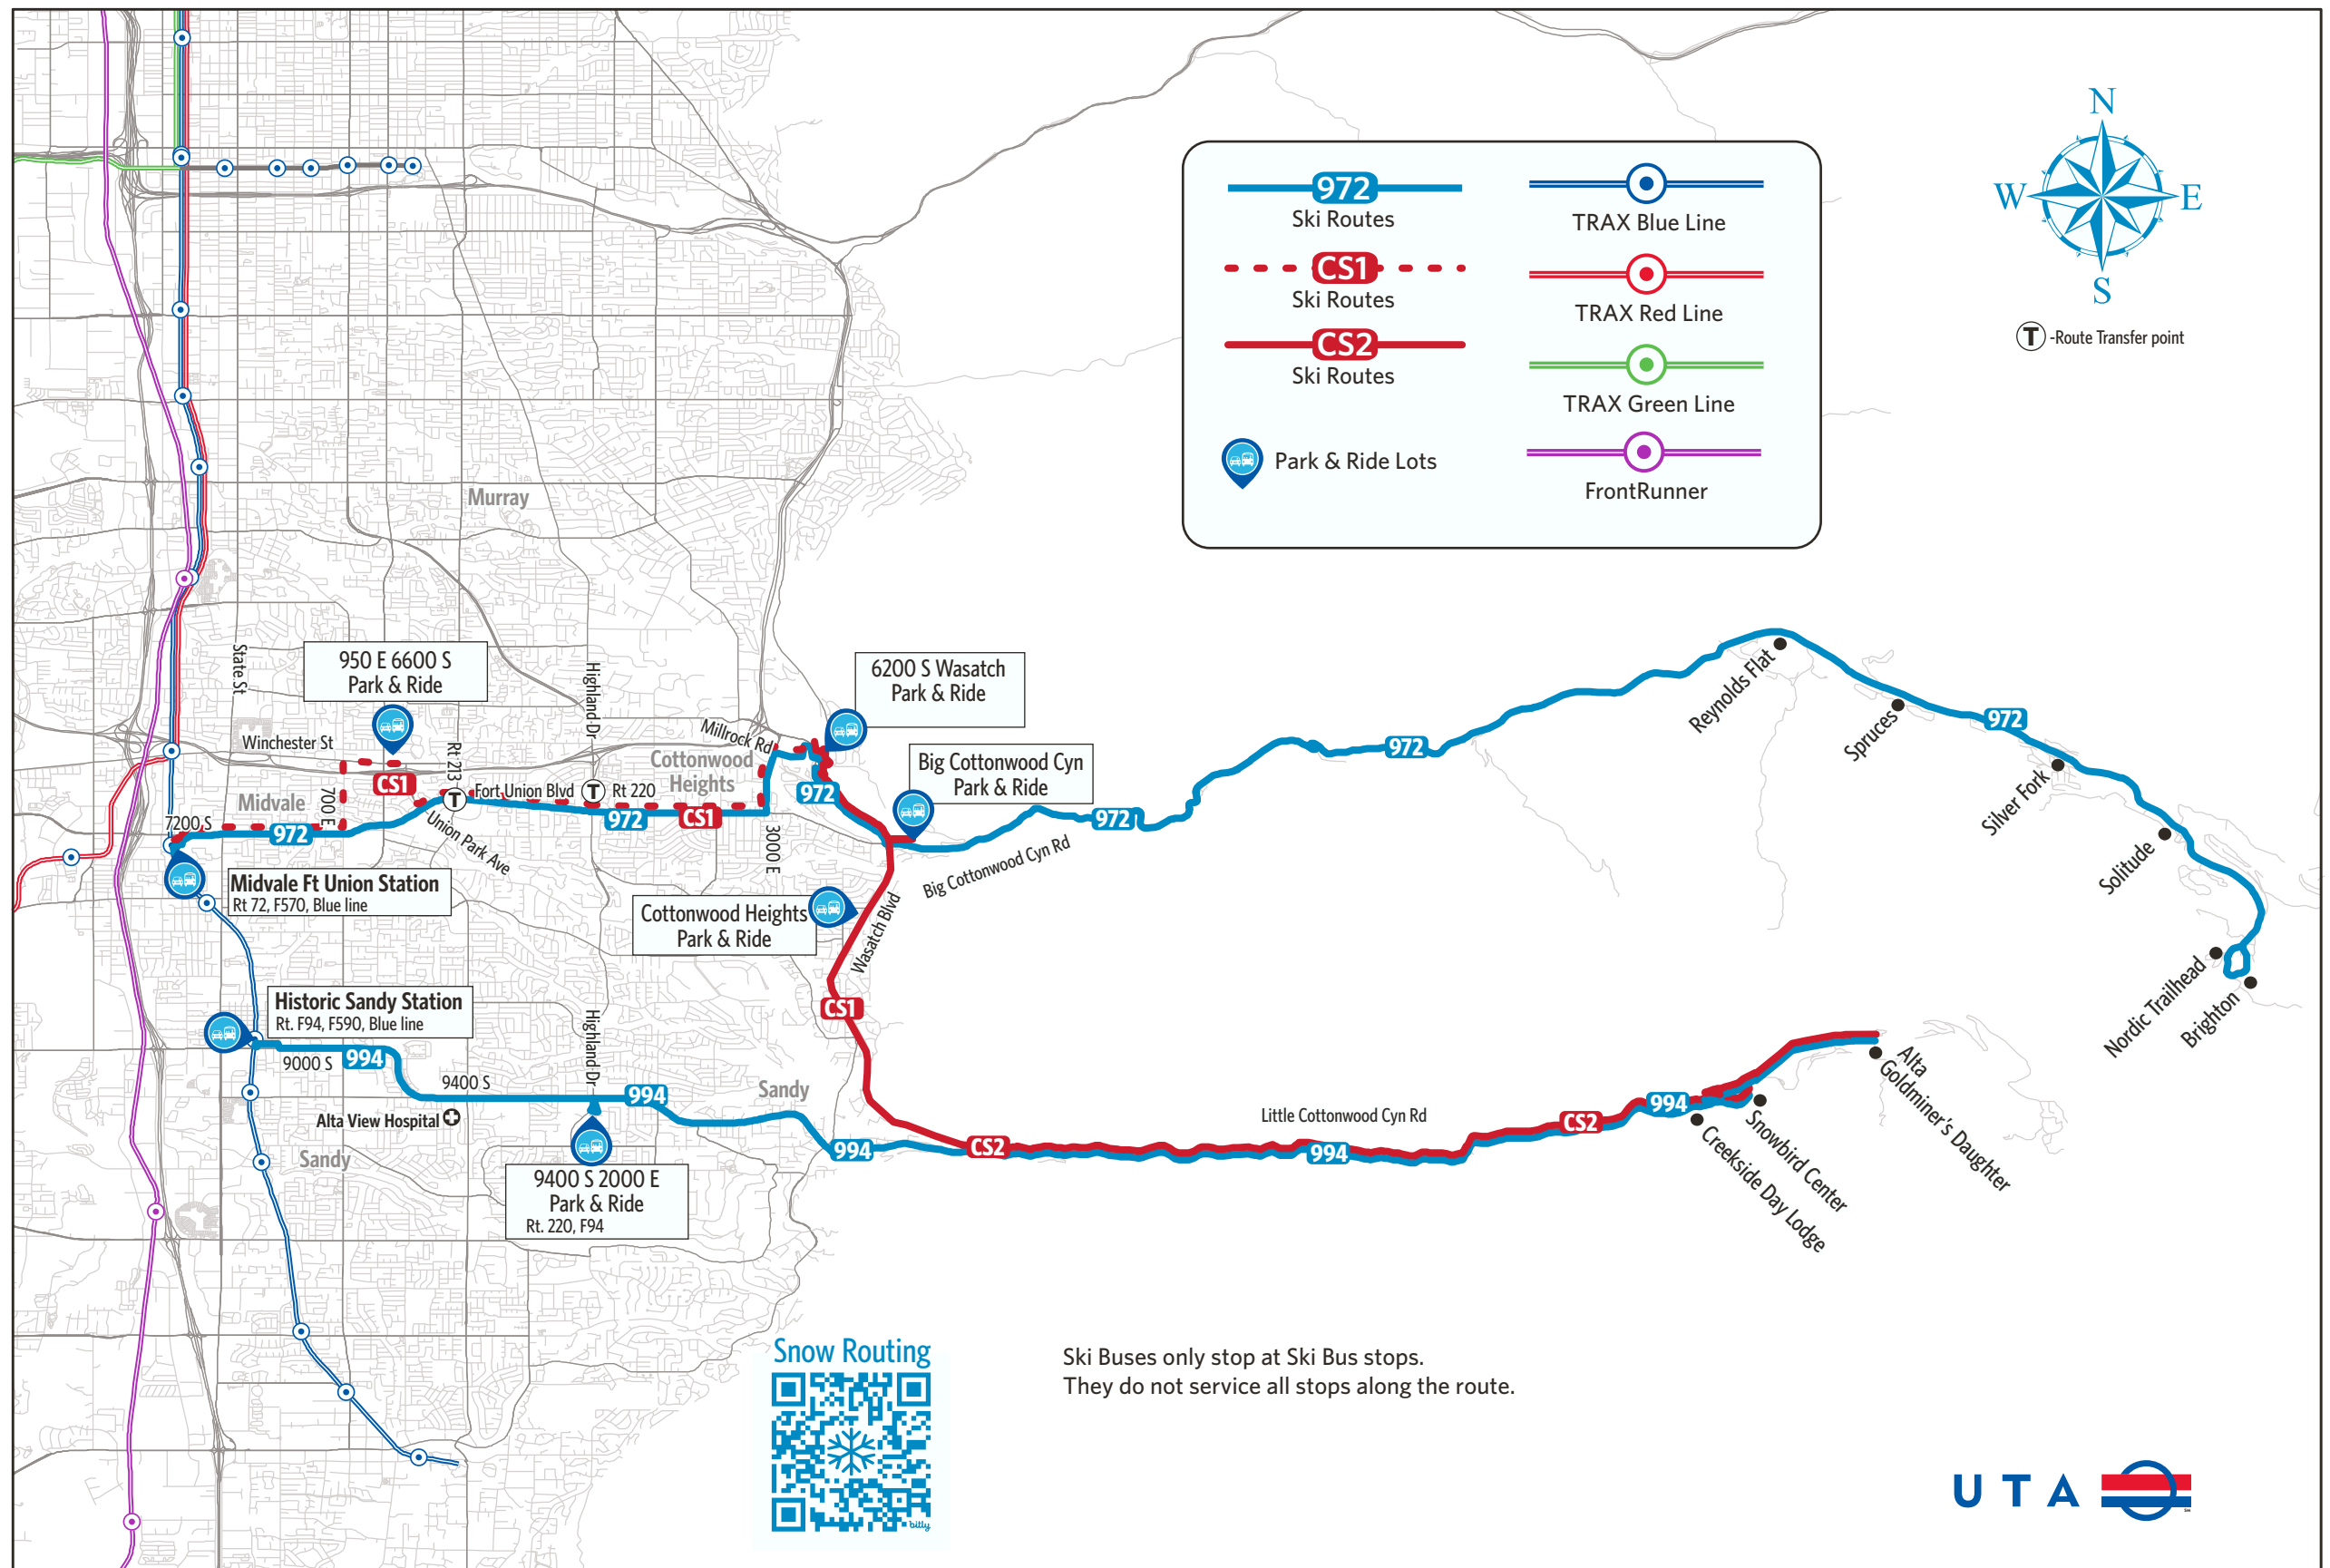 N
W
E
S
T -Route Transfer point
972
Ski Routes
CS1
Ski Routes
CS2
Ski Routes
Park & Ride Lots
TRAX Blue Line
TRAX Red Line
TRAX Green Line
FrontRunner
Murray
State St
950 E 6600 S
Park & Ride
Highland Dr
6200 S Wasatch
Park & Ride
Millrock Rd
Winchester St
Rt 213
Cottonwood
Heights
Big Cottonwood Cyn
Park & Ride
CS1
T
Fort Union Blvd
T
Rt 220
972
Midvale
700 E
7200 S
972
Union Park Ave
972
CS1
3000 E
972
972
972
Big Cottonwood Cyn Rd
Reynolds Flat
Spruces
Silver Fork
Solitude
Nordic Trailhead
Brighton
Midvale Ft Union Station
Rt 72, F570, Blue line
Cottonwood Heights
Park & Ride
Wasatch Blvd
CS1
Historic Sandy Station
Rt. F94, F590, Blue line
9000 S
994
9400 S
Highland Dr
994
Sandy
Alta View Hospital
Sandy
9400 S 2000 E
Park & Ride
Rt. 220, F94
994
CS2
994
Little Cottonwood Cyn Rd
CS2
994
Alta
Goldminer's Daughter
Snowbird Center
Creekside Day Lodge
Snow Routing
bitly
Ski Buses only stop at Ski Bus stops.
They do not service all stops along the route.
UTA